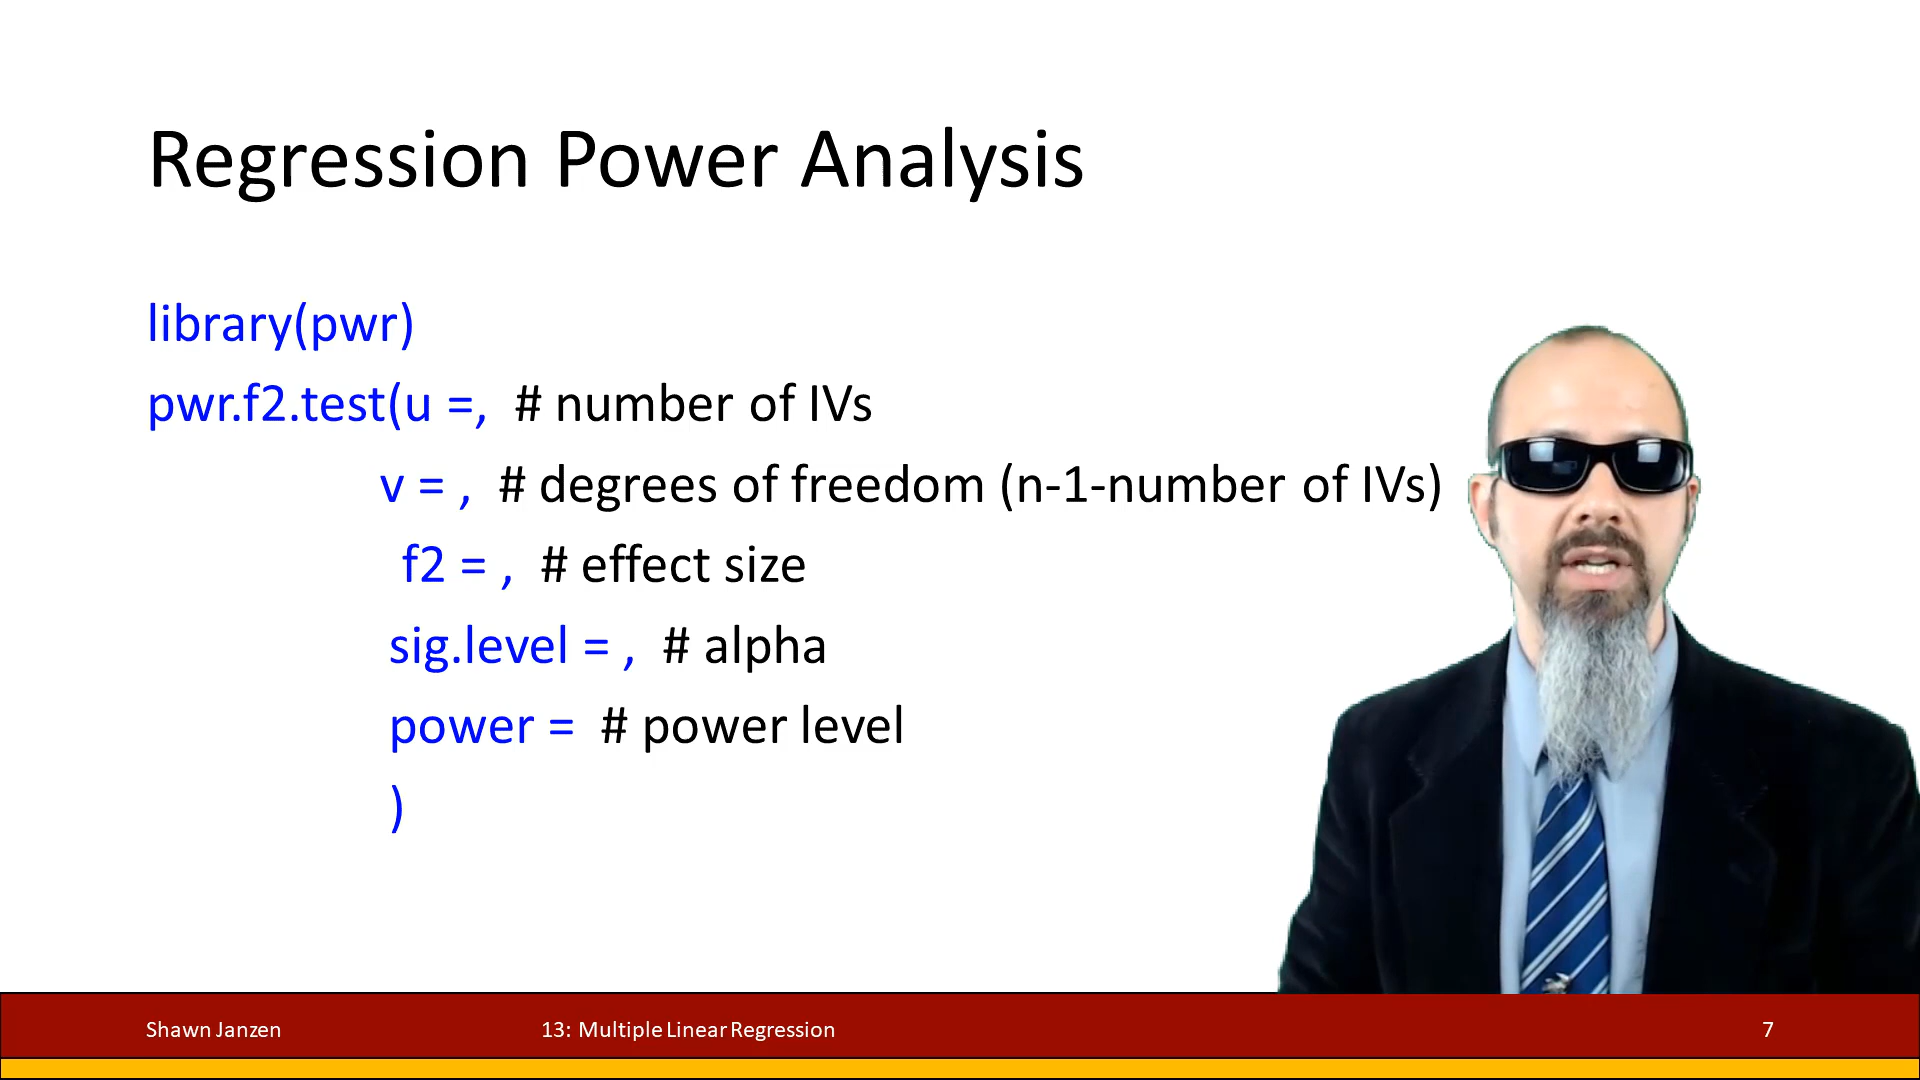 Regression Power Analysis
library(pwr)
pwr.f2.test(u =,  # number of IVs
v = ,  # degrees of freedom (n-1-number of IVs)
f2 = ,  # effect size
sig.level = ,  # alpha
power =  # power level
)
Shawn Janzen
13: Multiple Linear Regression
7